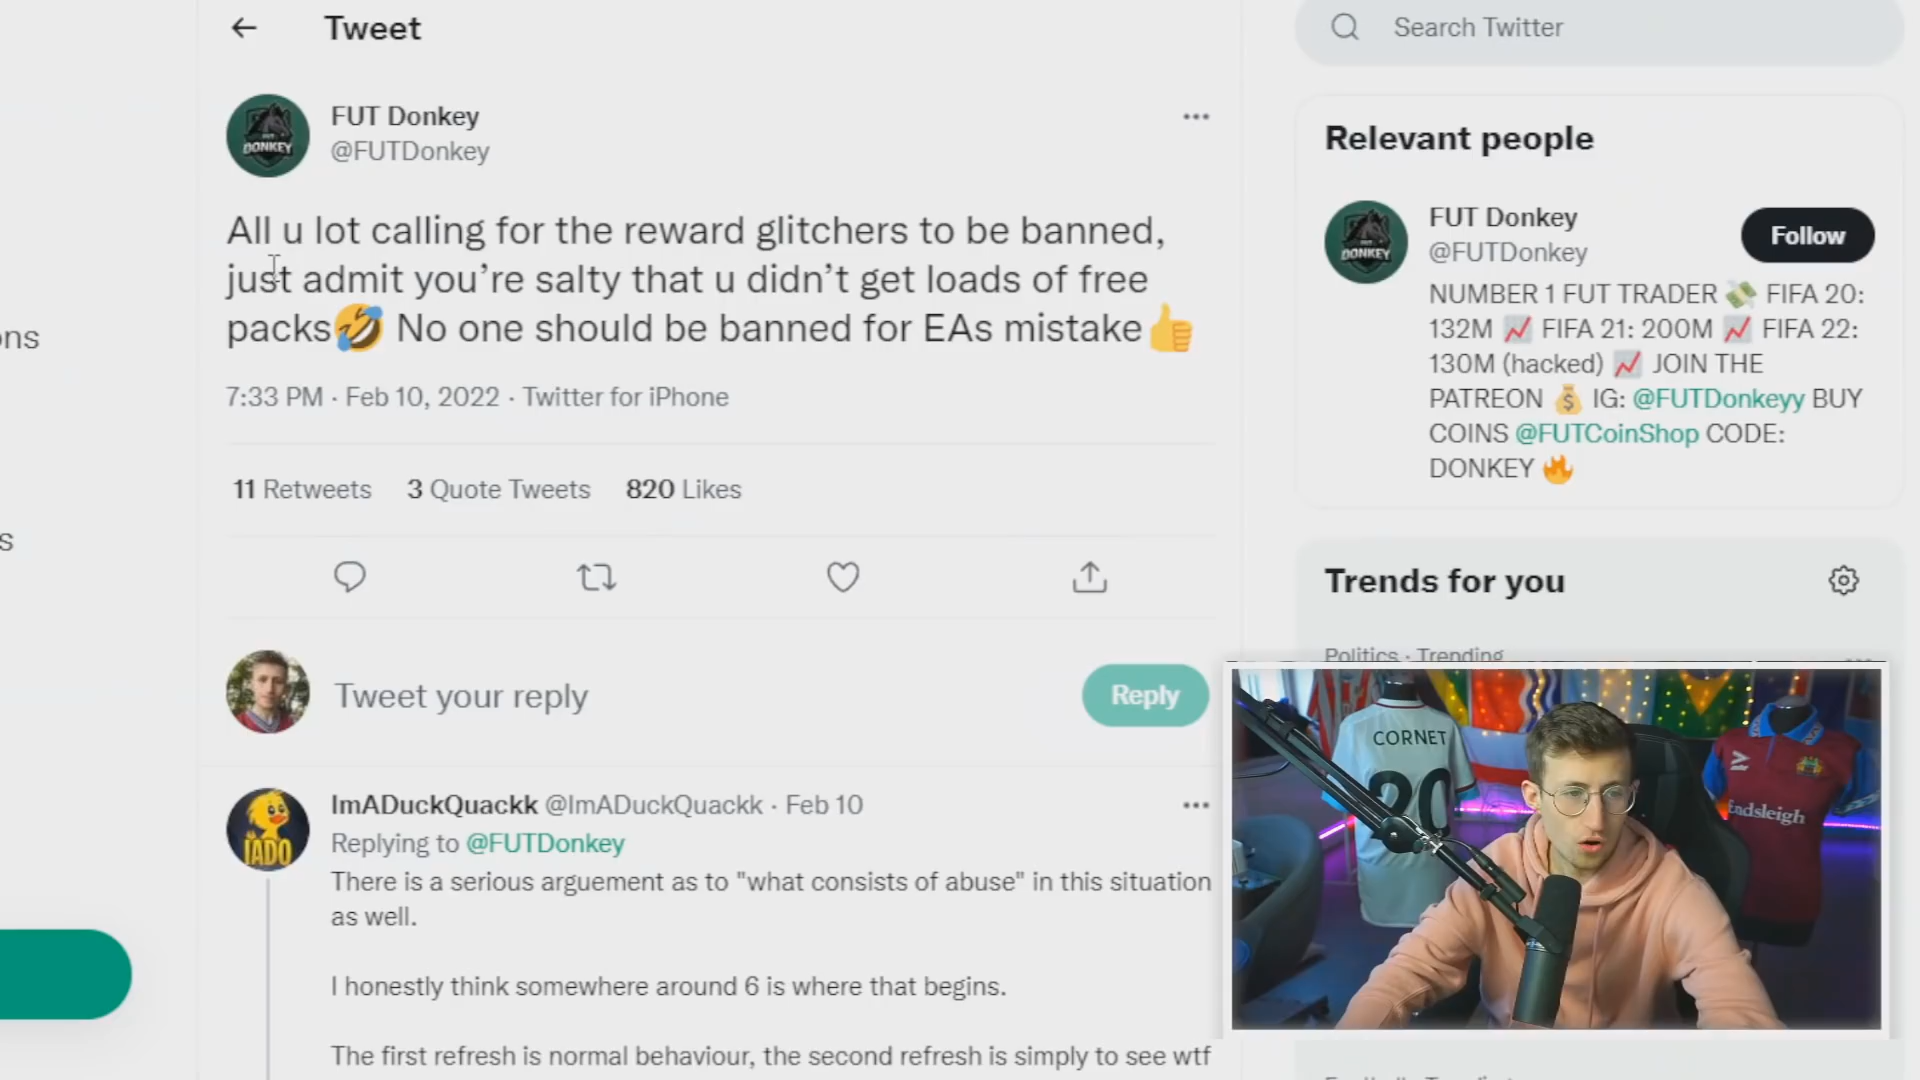 Tweet
Search Twitter
FUT Donkey
@FUTDonkey
All u lot calling for the reward glitchers to be banned,
just admit you’re salty that u didn’t get loads of free
packs🤣 No one should be banned for EAs mistake👍
7:33 PM · Feb 10, 2022 · Twitter for iPhone
11 Retweets 3 Quote Tweets 820 Likes
Tweet your reply
Reply
ImADuckQuackk @ImADuckQuackk · Feb 10
Replying to @FUTDonkey
There is a serious arguement as to "what consists of abuse" in this situation
as well.
I honestly think somewhere around 6 is where that begins.
The first refresh is normal behaviour, the second refresh is simply to see wtf
Relevant people
FUT Donkey
@FUTDonkey
Follow
NUMBER 1 FUT TRADER 💸 FIFA 20:
132M 📈 FIFA 21: 200M 📈 FIFA 22:
130M (hacked) 📈 JOIN THE
PATREON 💰 IG: @FUTDonkeyy BUY
COINS @FUTCoinShop CODE:
DONKEY 🔥
Trends for you
Politics · Trending
ons
s
DONKEY
DONKEY
JADO
CORNET
20
Endsleigh